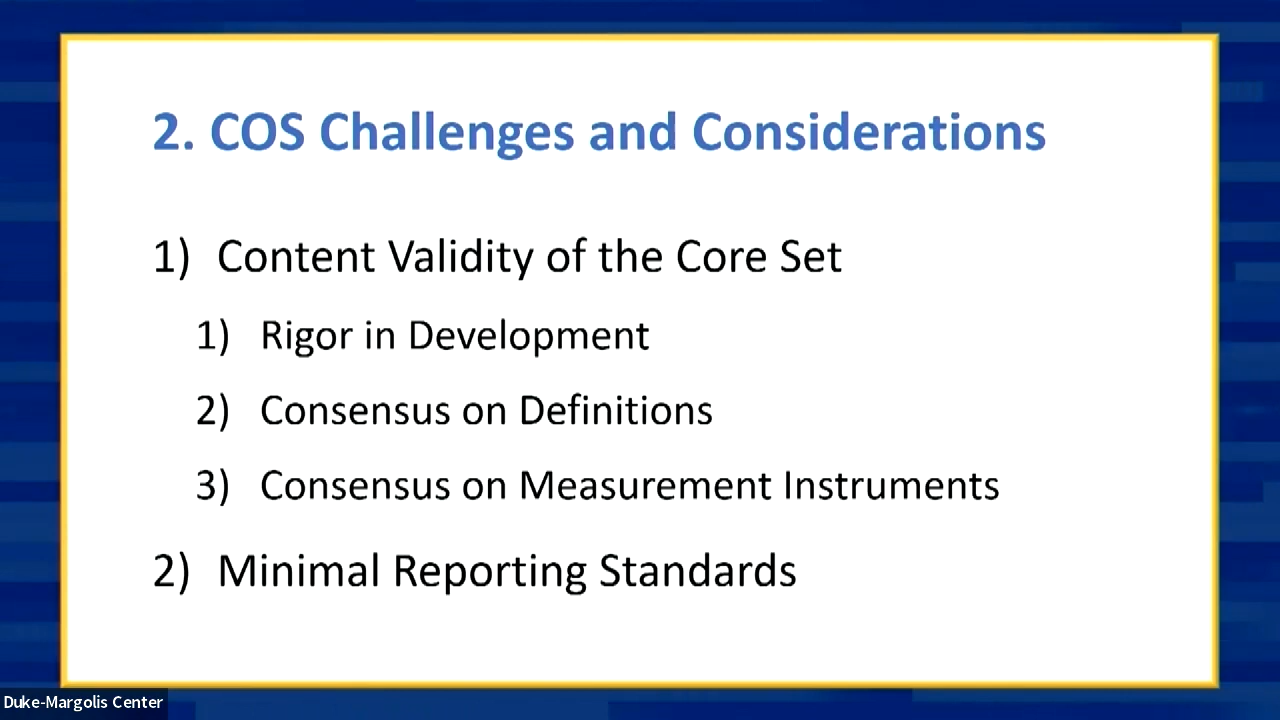 2. COS Challenges and Considerations
1) Content Validity of the Core Set
1) Rigor in Development
2) Consensus on Definitions
3) Consensus on Measurement Instruments
2) Minimal Reporting Standards
Duke-Margolis Center